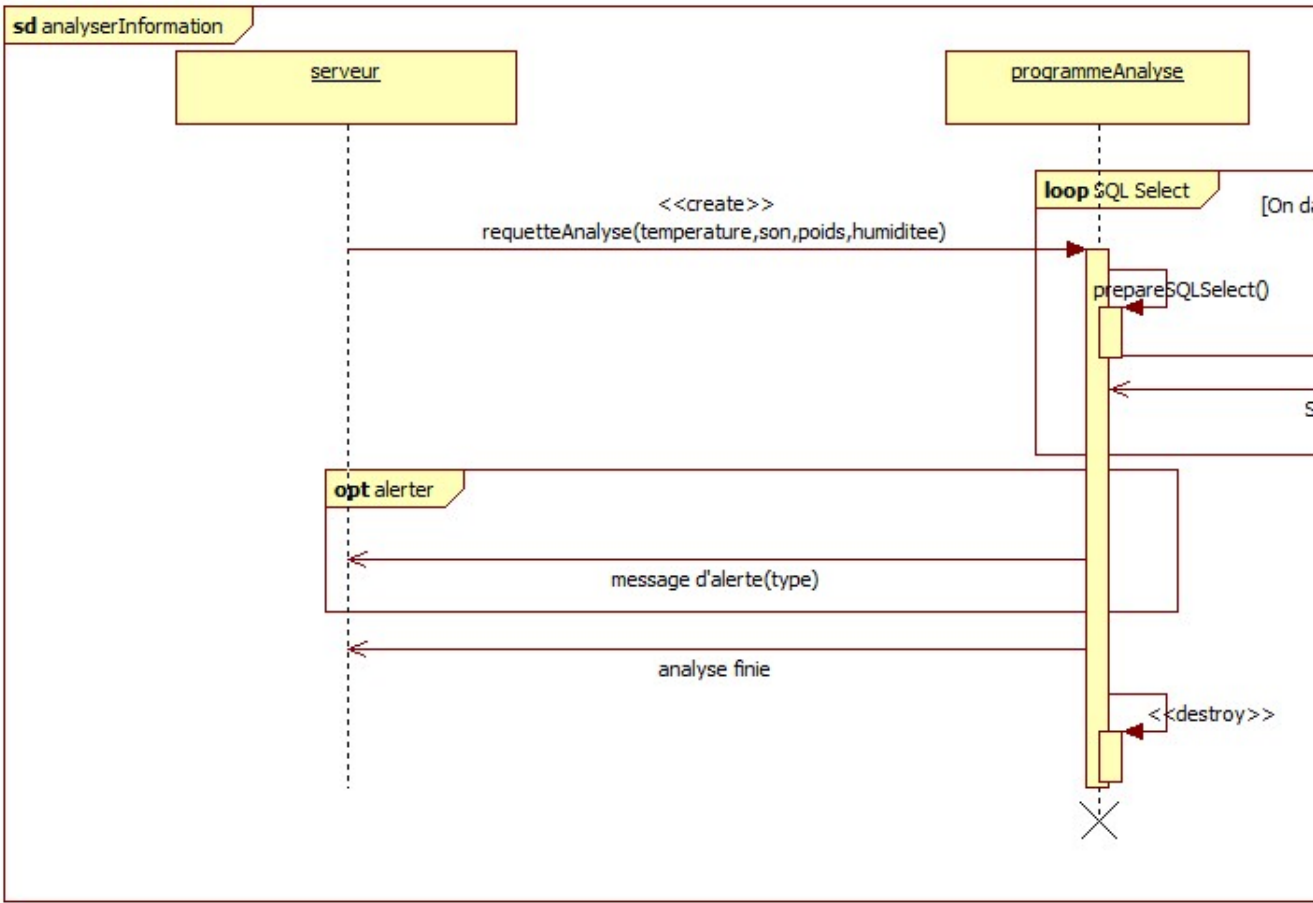 sd analyserInformation
serveur
programmeAnalyse
loop SQL Select
[On da
<<create>>
requetteAnalyse(temperature,son,poids,humiditee)
prepareSQLSelect()
S
opt alerter
message d'alerte(type)
analyse finie
<<destroy>>